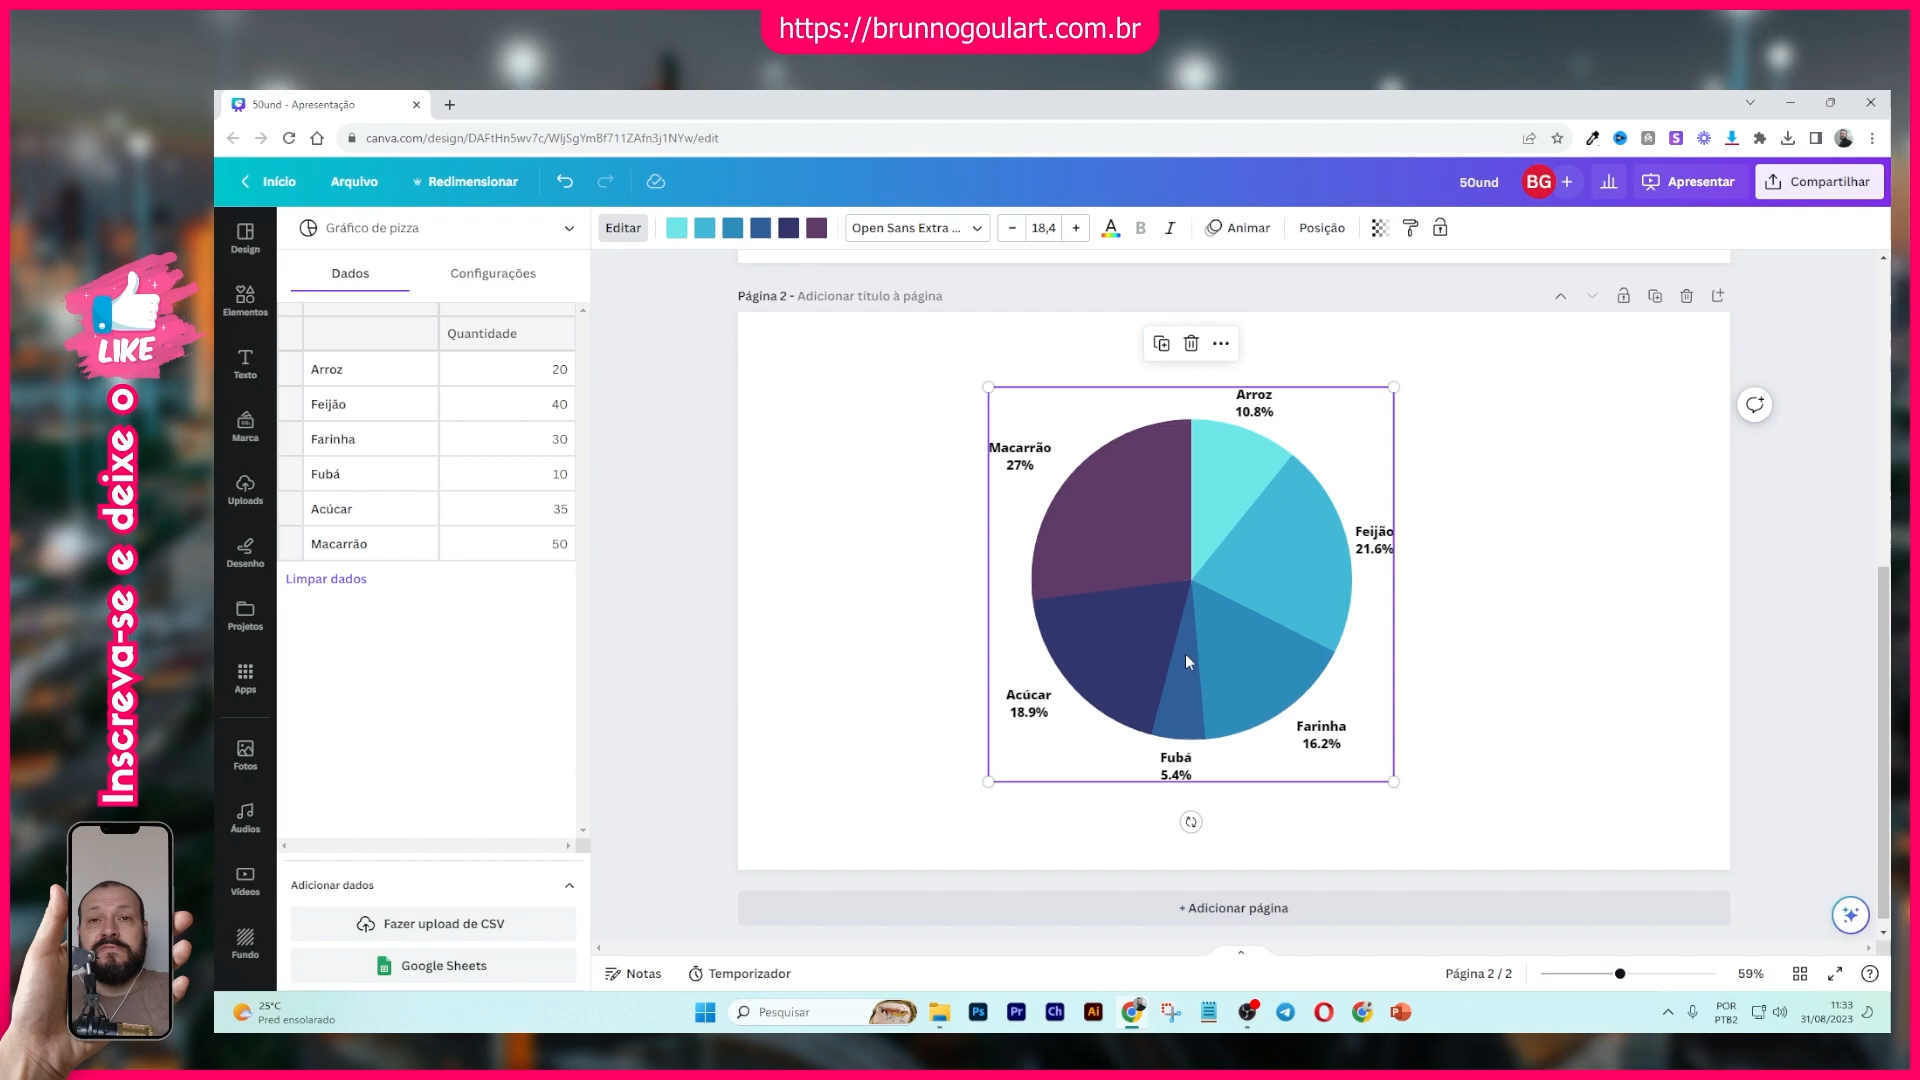 https://brunnogoulart.com.br
50und - Apresentação
canva.com/design/DAFtHn5wv7c/WIjSgYmBf711ZAfn3j1NYw/edit
Início
Arquivo
Redimensionar
50und
BG
Apresentar
Compartilhar
Design
Elementos
Texto
Marca
Uploads
Desenho
Projetos
Apps
Fotos
Áudios
Vídeos
Fundo
Gráfico de pizza
Dados
Configurações
Quantidade
Arroz 20
Feijão 40
Farinha 30
Fubá 10
Acúcar 35
Macarrão 50
Limpar dados
Adicionar dados
Fazer upload de CSV
Google Sheets
Editar
Open Sans Extra ...
18,4
A
B
I
Animar
Posição
Página 2 - Adicionar título à página
Arroz
10.8%
Macarrão
27%
Feijão
21.6%
Acúcar
18.9%
Farinha
16.2%
Fubá
5.4%
+ Adicionar página
Notas
Temporizador
Página 2 / 2
59%
25°C
Pred ensolarado
Pesquisar
Ps
Pr
Ch
Ai
POR
PTB2
11:33
31/08/2023
LIKE
Inscreva-se e deixe o